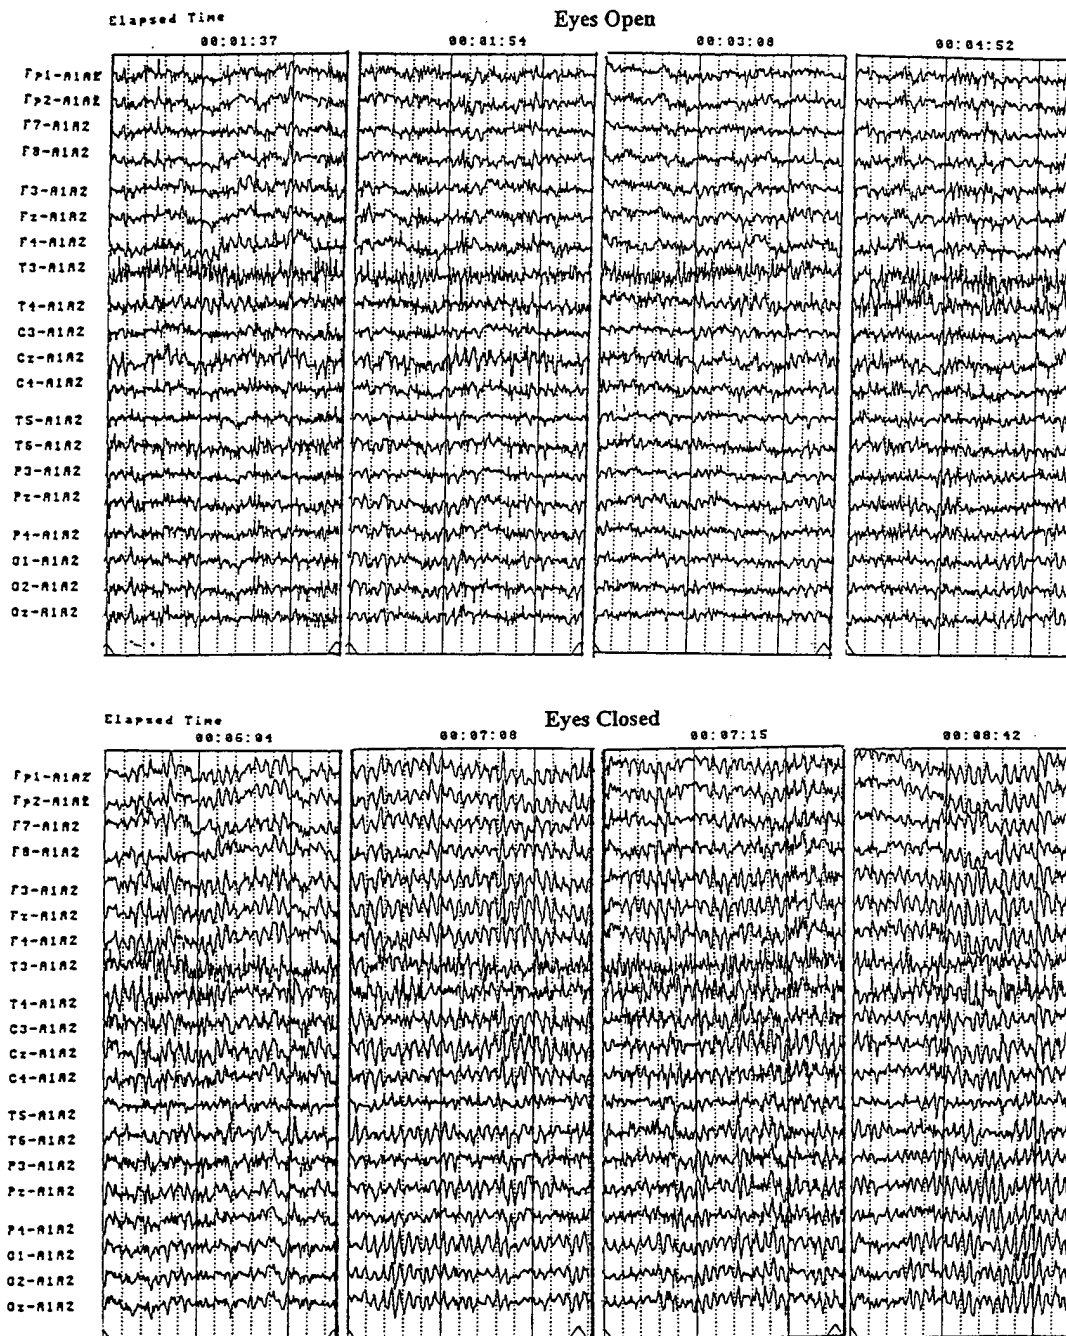 Elapsed Time
Eyes Open
00:01:37 00:01:54 00:03:08 00:04:52
Fp1-A1A2
Fp2-A1A2
F7-A1A2
F8-A1A2
F3-A1A2
Fz-A1A2
F4-A1A2
T3-A1A2
T4-A1A2
C3-A1A2
Cz-A1A2
C4-A1A2
T5-A1A2
T6-A1A2
P3-A1A2
Pz-A1A2
P4-A1A2
O1-A1A2
O2-A1A2
Oz-A1A2
Elapsed Time
Eyes Closed
00:06:04 00:07:08 00:07:15 00:08:42
Fp1-A1A2
Fp2-A1A2
F7-A1A2
F8-A1A2
F3-A1A2
Fz-A1A2
F4-A1A2
T3-A1A2
T4-A1A2
C3-A1A2
Cz-A1A2
C4-A1A2
T5-A1A2
T6-A1A2
P3-A1A2
Pz-A1A2
P4-A1A2
O1-A1A2
O2-A1A2
Oz-A1A2